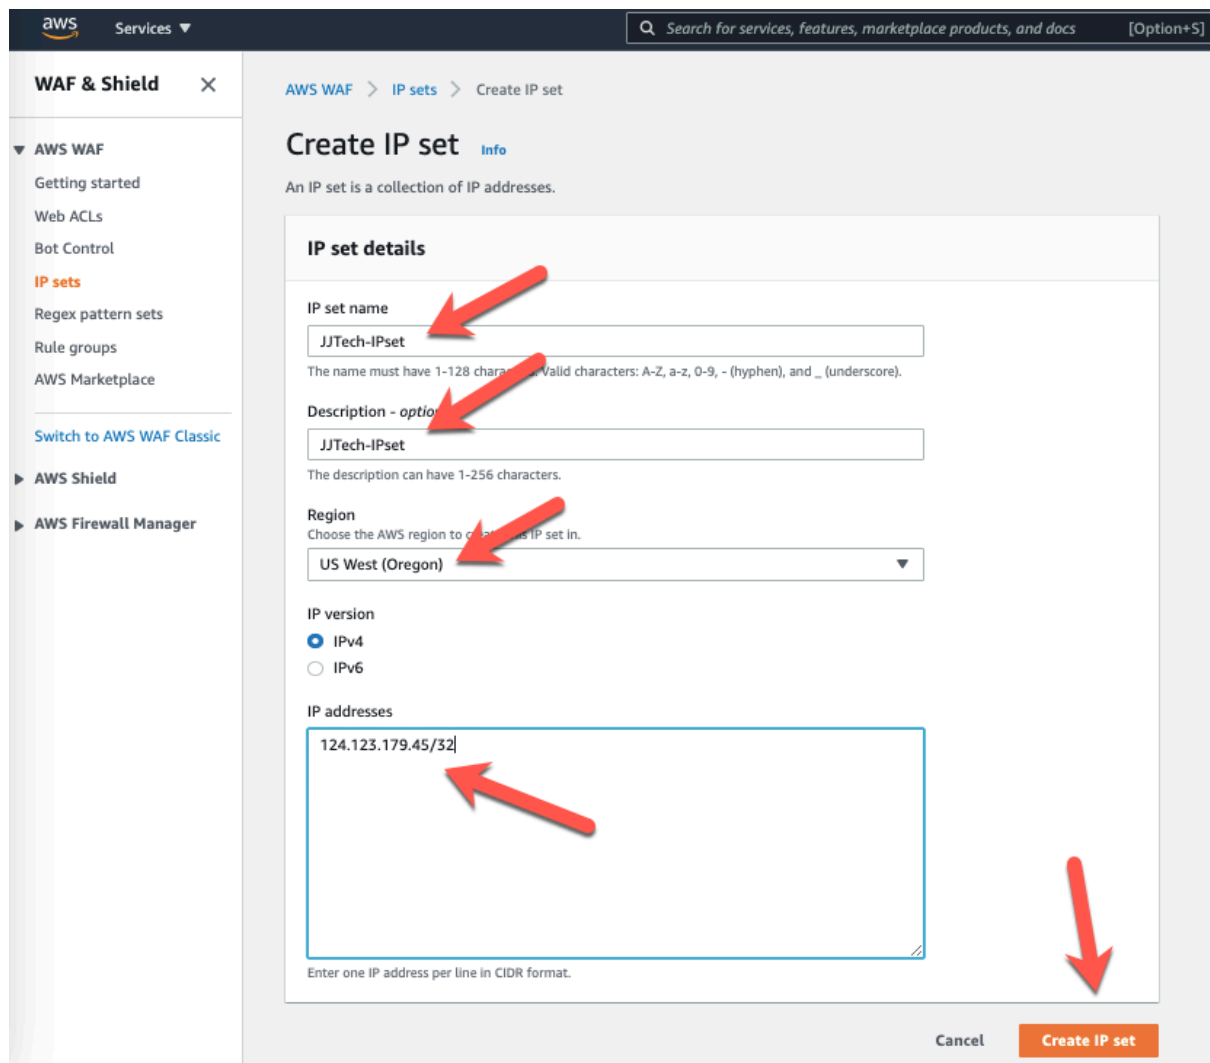 aws Services Search for services, features, marketplace products, and docs [Option+S]
WAF & Shield
AWS WAF
Getting started
Web ACLs
Bot Control
IP sets
Regex pattern sets
Rule groups
AWS Marketplace
Switch to AWS WAF Classic
AWS Shield
AWS Firewall Manager
AWS WAF > IP sets > Create IP set
Create IP set Info
An IP set is a collection of IP addresses.
IP set details
IP set name
JJTech-IPset
The name must have 1-128 Valid characters: A-Z, a-z, 0-9, - (hyphen), and _ (underscore).
Description -
JJTech-IPset
The description can have 1-256 characters.
Region
Choose the AWS region to IP set in.
US West (Oregon)
IP version
IPv4
IPv6
IP addresses
124.123.179.45/32
Enter one IP address per line in CIDR format.
Cancel Create IP set